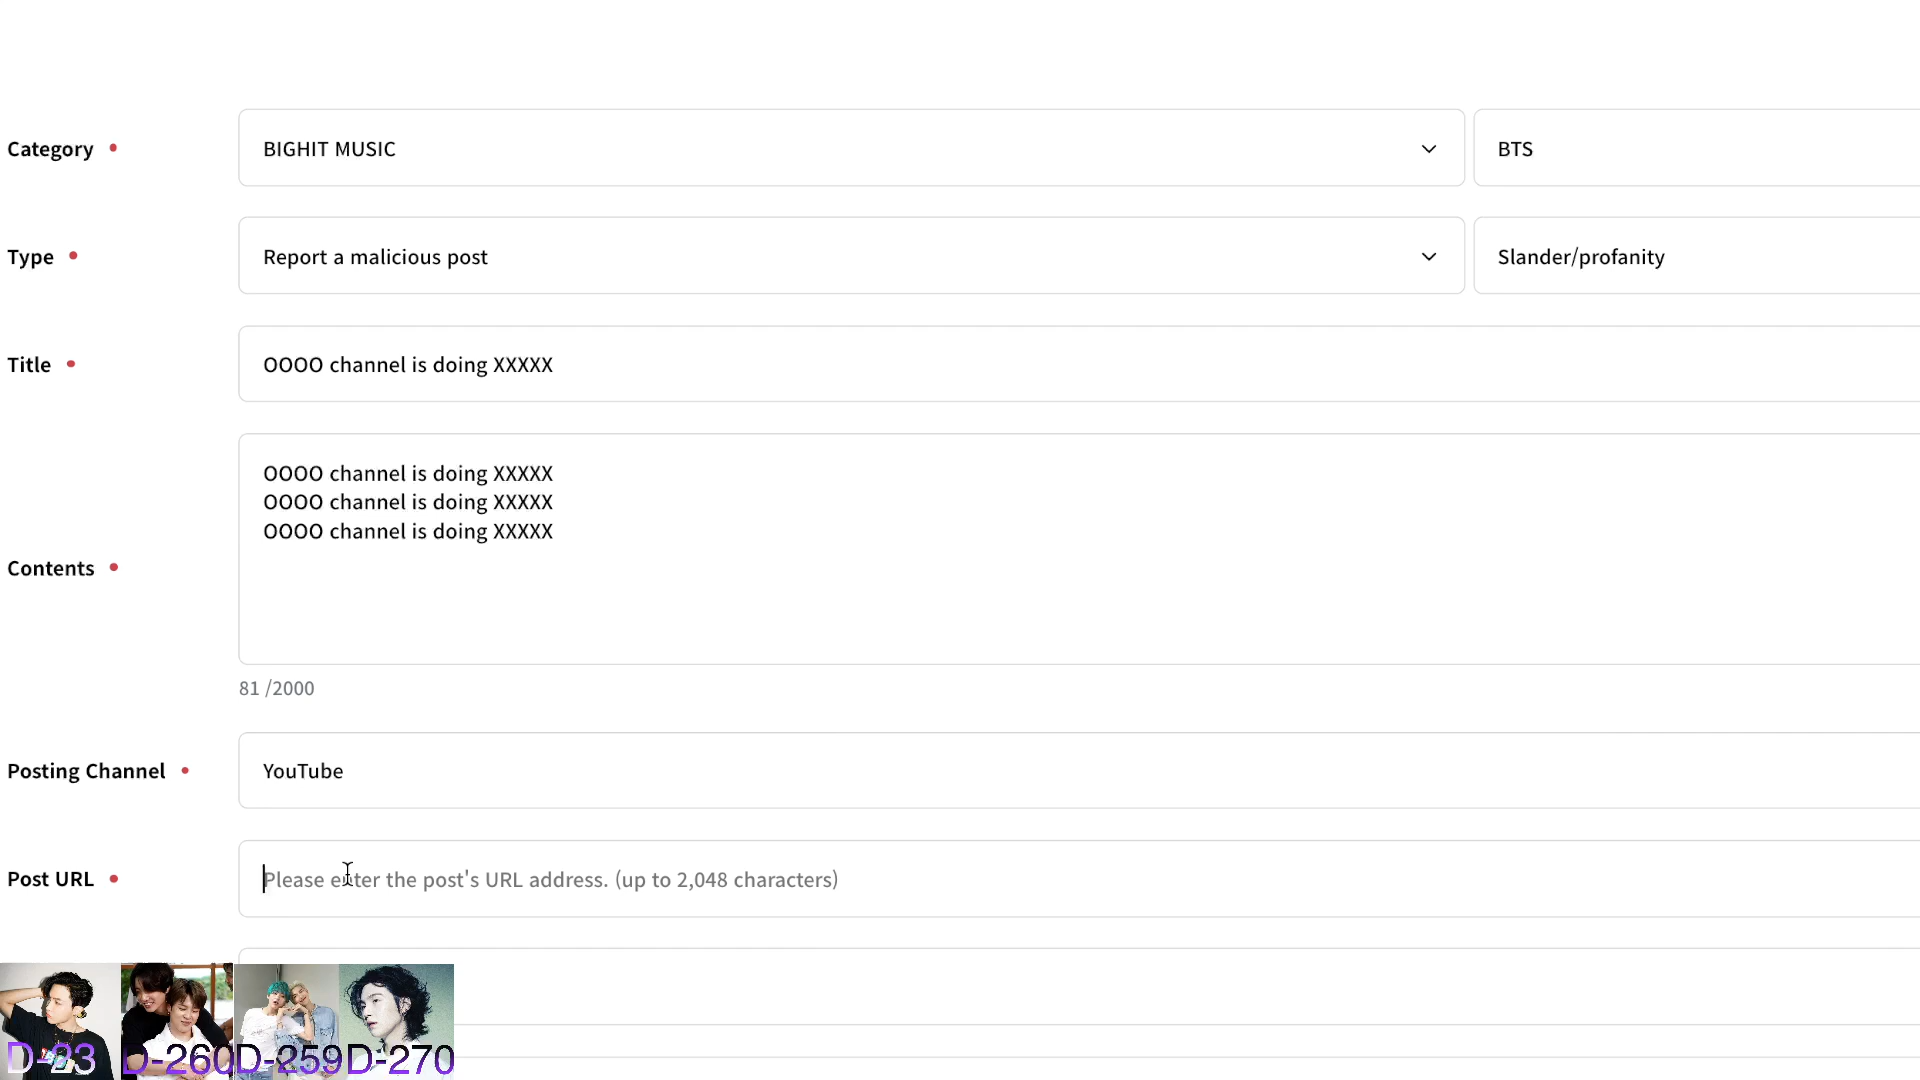 Category
BIGHIT MUSIC
BTS
Type
Report a malicious post
Slander/profanity
Title
OOOO channel is doing XXXXX
Contents
OOOO channel is doing XXXXX
OOOO channel is doing XXXXX
OOOO channel is doing XXXXX
81 /2000
Posting Channel
YouTube
Post URL
Please enter the post's URL address. (up to 2,048 characters)
D-23 D-260 D-259 D-270